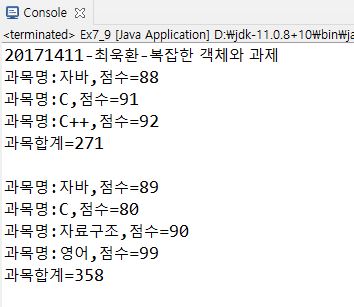 Console
<terminated> Ex7_9 [Java Application] D:₩jdk-11.0.8+10₩bin₩ja
20171411-최욱환-복잡한 객체와 과제
과목명:자바,점수=88
과목명:C,점수=91
과목명:C++,점수=92
과목합계=271
과목명:자바,점수=89
과목명:C,점수=80
과목명:자료구조,점수=90
과목명:영어,점수=99
과목합계=358